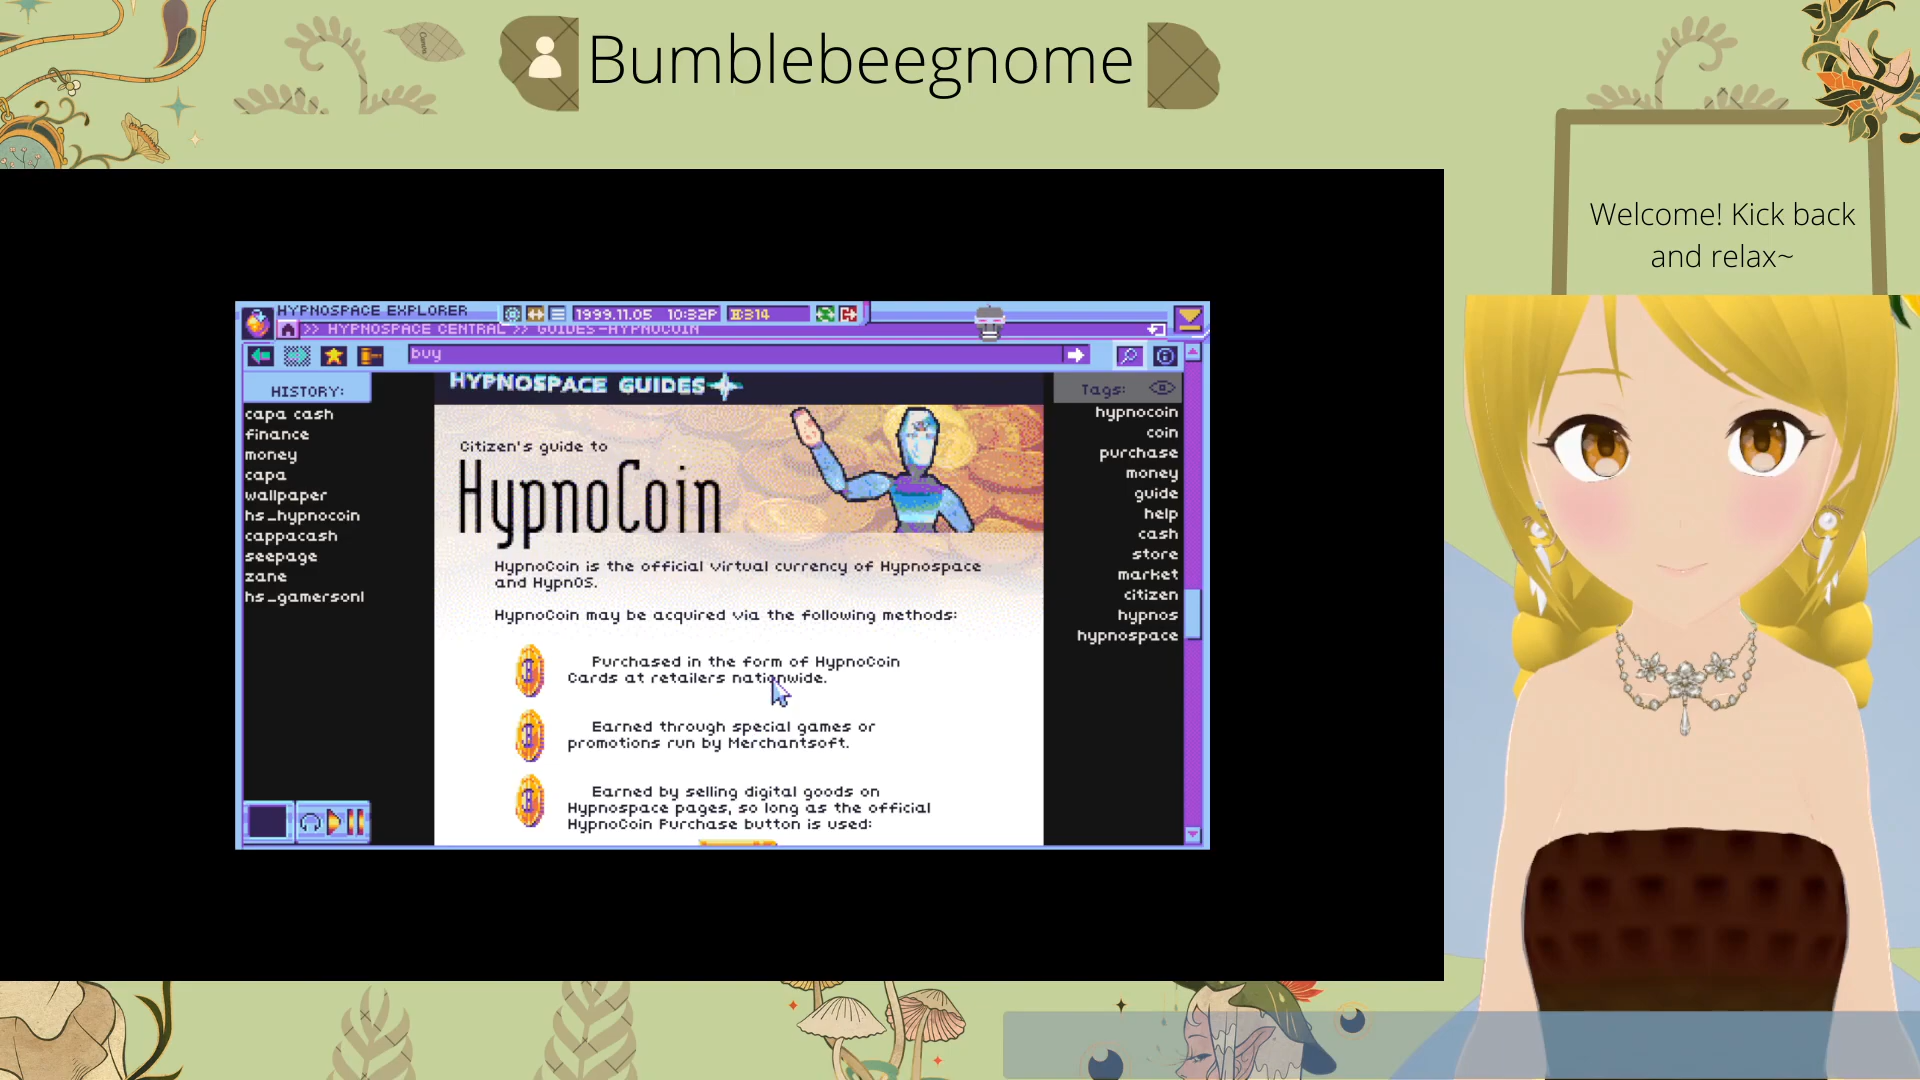 Bumblebeegnome
Welcome! Kick back
and relax~
HYPNOSPACE EXPLORER
1999.11.05 10:32P
314
>> HYPNOSPACE CENTRAL >> GUIDES-HYPNOCOIN
buy
HISTORY:
capa cash
finance
money
capa
wallpaper
hs_hypnocoin
cappacash
seepage
zane
hs_gamersonl
HYPNOSPACE GUIDES
Citizen's guide to
HypnoCoin
HypnoCoin is the official virtual currency of Hypnospace
and HypnOS.
HypnoCoin may be acquired via the following methods:
Purchased in the form of HypnoCoin
Cards at retailers nationwide.
Earned through special games or
promotions run by Merchantsoft.
Earned by selling digital goods on
Hypnospace pages, so long as the official
HypnoCoin Purchase button is used:
Tags:
hypnocoin
coin
purchase
money
guide
help
cash
store
market
citizen
hypnos
hypnospace